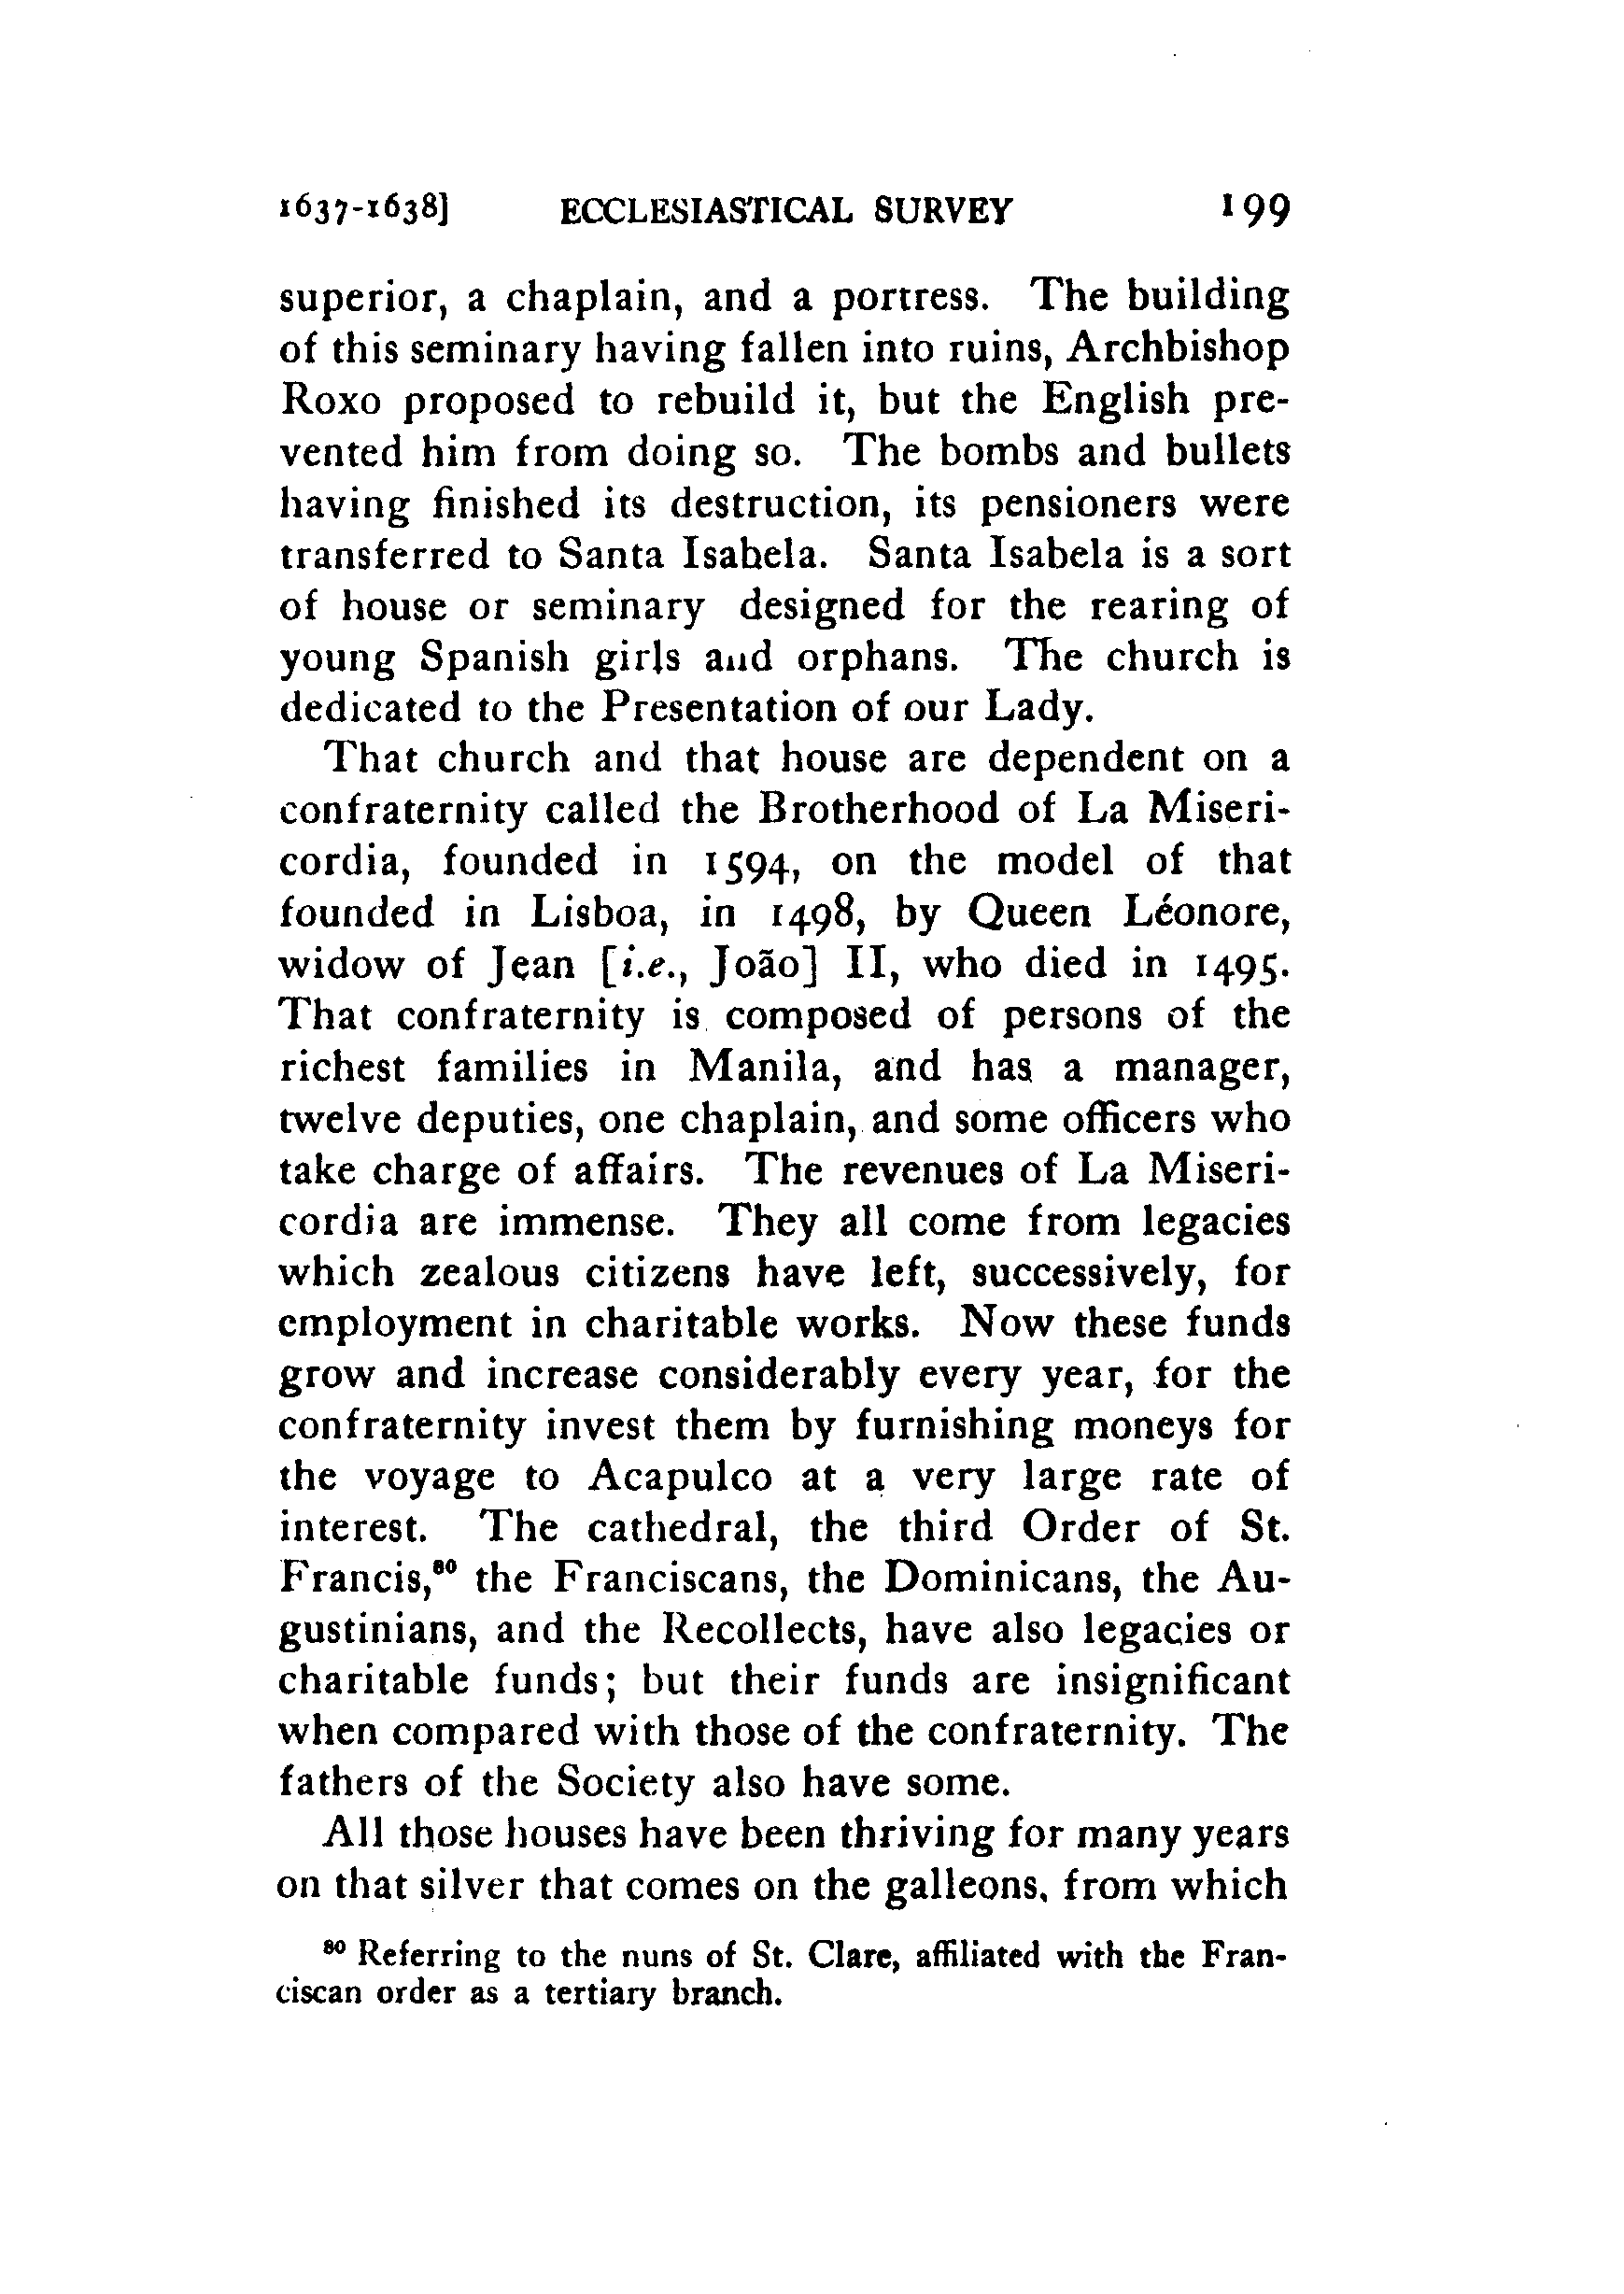 1637-1638] ECCLESIASTICAL SURVEY 199
superior, a chaplain, and a portress. The building
of this seminary having fallen into ruins, Archbishop
Roxo proposed to rebuild it, but the English pre-
vented him from doing so. The bombs and bullets
having finished its destruction, its pensioners were
transferred to Santa Isabela. Santa Isabela is a sort
of house or seminary designed for the rearing of
young Spanish girls and orphans. The church is
dedicated to the Presentation of our Lady.
That church and that house are dependent on a
confraternity called the Brotherhood of La Miseri-
cordia, founded in 1594, on the model of that
founded in Lisboa, in 1498, by Queen Léonore,
widow of Jean [i.e., João] II, who died in 1495.
That confraternity is composed of persons of the
richest families in Manila, and has a manager,
twelve deputies, one chaplain, and some officers who
take charge of affairs. The revenues of La Miseri-
cordia are immense. They all come from legacies
which zealous citizens have left, successively, for
employment in charitable works. Now these funds
grow and increase considerably every year, for the
confraternity invest them by furnishing moneys for
the voyage to Acapulco at a very large rate of
interest. The cathedral, the third Order of St.
Francis,⁸⁰ the Franciscans, the Dominicans, the Au-
gustinians, and the Recollects, have also legacies or
charitable funds; but their funds are insignificant
when compared with those of the confraternity. The
fathers of the Society also have some.
All those houses have been thriving for many years
on that silver that comes on the galleons, from which
⁸⁰ Referring to the nuns of St. Clare, affiliated with the Fran-
ciscan order as a tertiary branch.